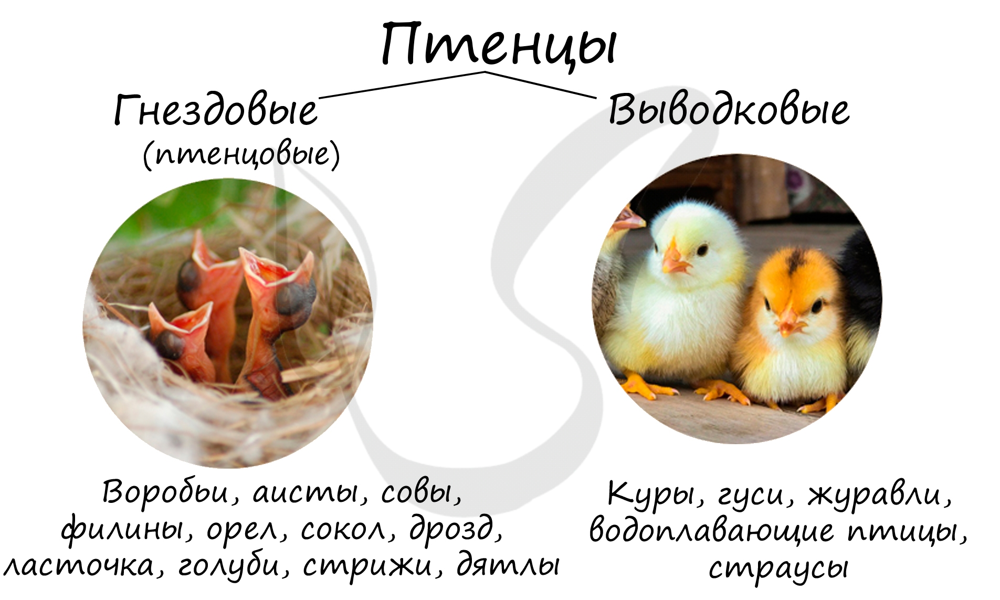 Птенцы
Гнездовые
Выводковые
(птенцовые)
Воробьи, аисты, совы,
филины, орел, сокол, дрозд,
ласточка, голуби, стрижи, дятлы
Куры, гуси, журавли,
водоплавающие птицы,
страусы